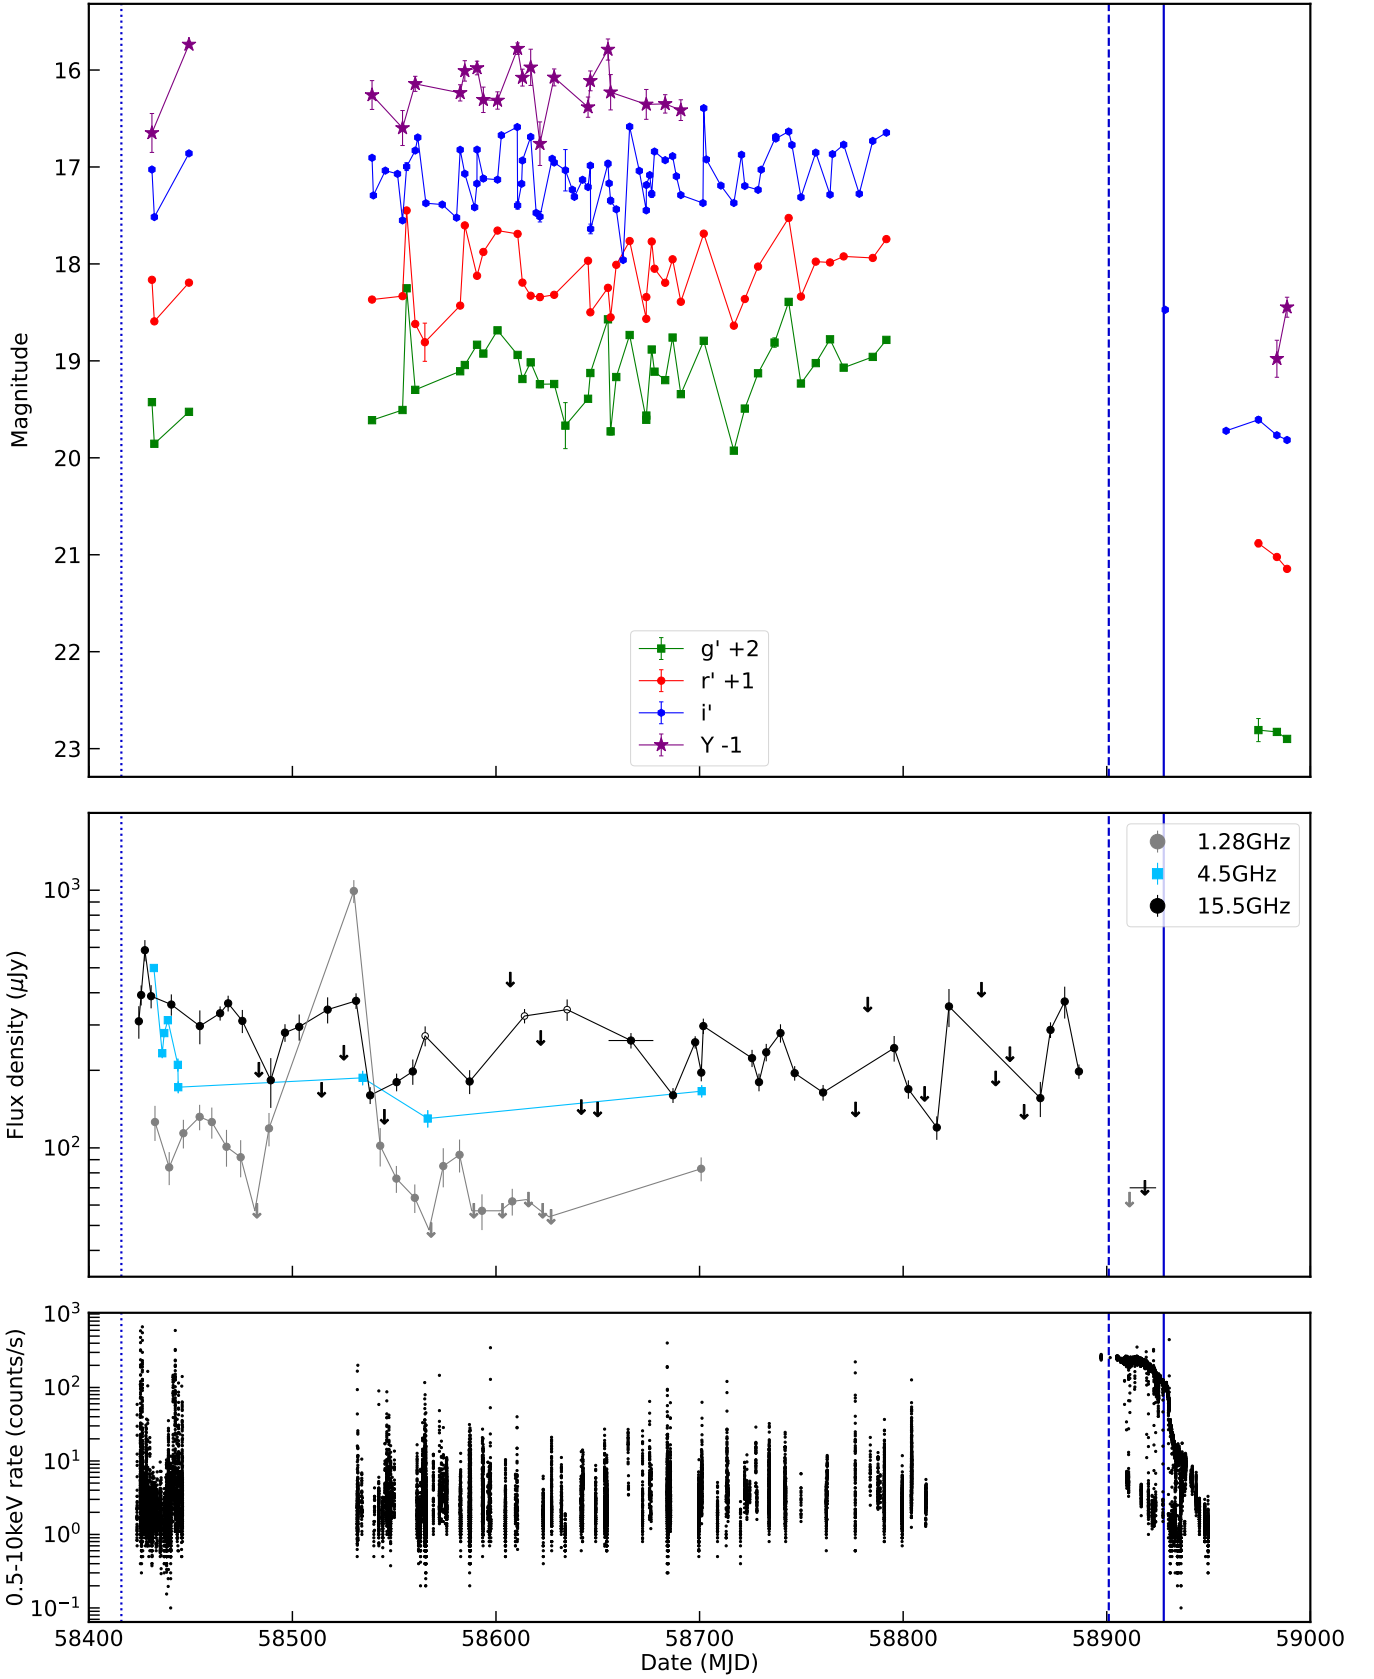 16
17
18
19
20
21
22
23
Magnitude
g' +2
r' +1
i'
Y -1
10³
10²
Flux density (μJy)
1.28GHz
4.5GHz
15.5GHz
10³
10²
10¹
10⁰
10⁻¹
0.5-10keV rate (counts/s)
58400 58500 58600 58700 58800 58900 59000
Date (MJD)